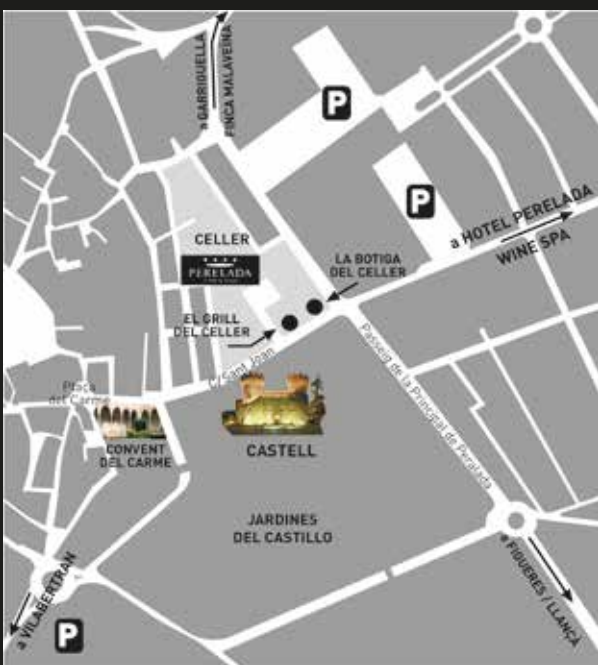 a GARRIGUELLA
FINCA MALAVEINA
P
P
a HOTEL PERELADA
WINE SPA
CELLER
PERELADA
LA BOTIGA
DEL CELLER
EL GRILL
DEL CELLER
C/ Sant Joan
Passeig de la Principal de Peralada
Plaça
del Carme
CONVENT
DEL CARME
CASTELL
JARDINES
DEL CASTILLO
a VILABERTRAN
P
a FIGUERES / LLANÇÀ